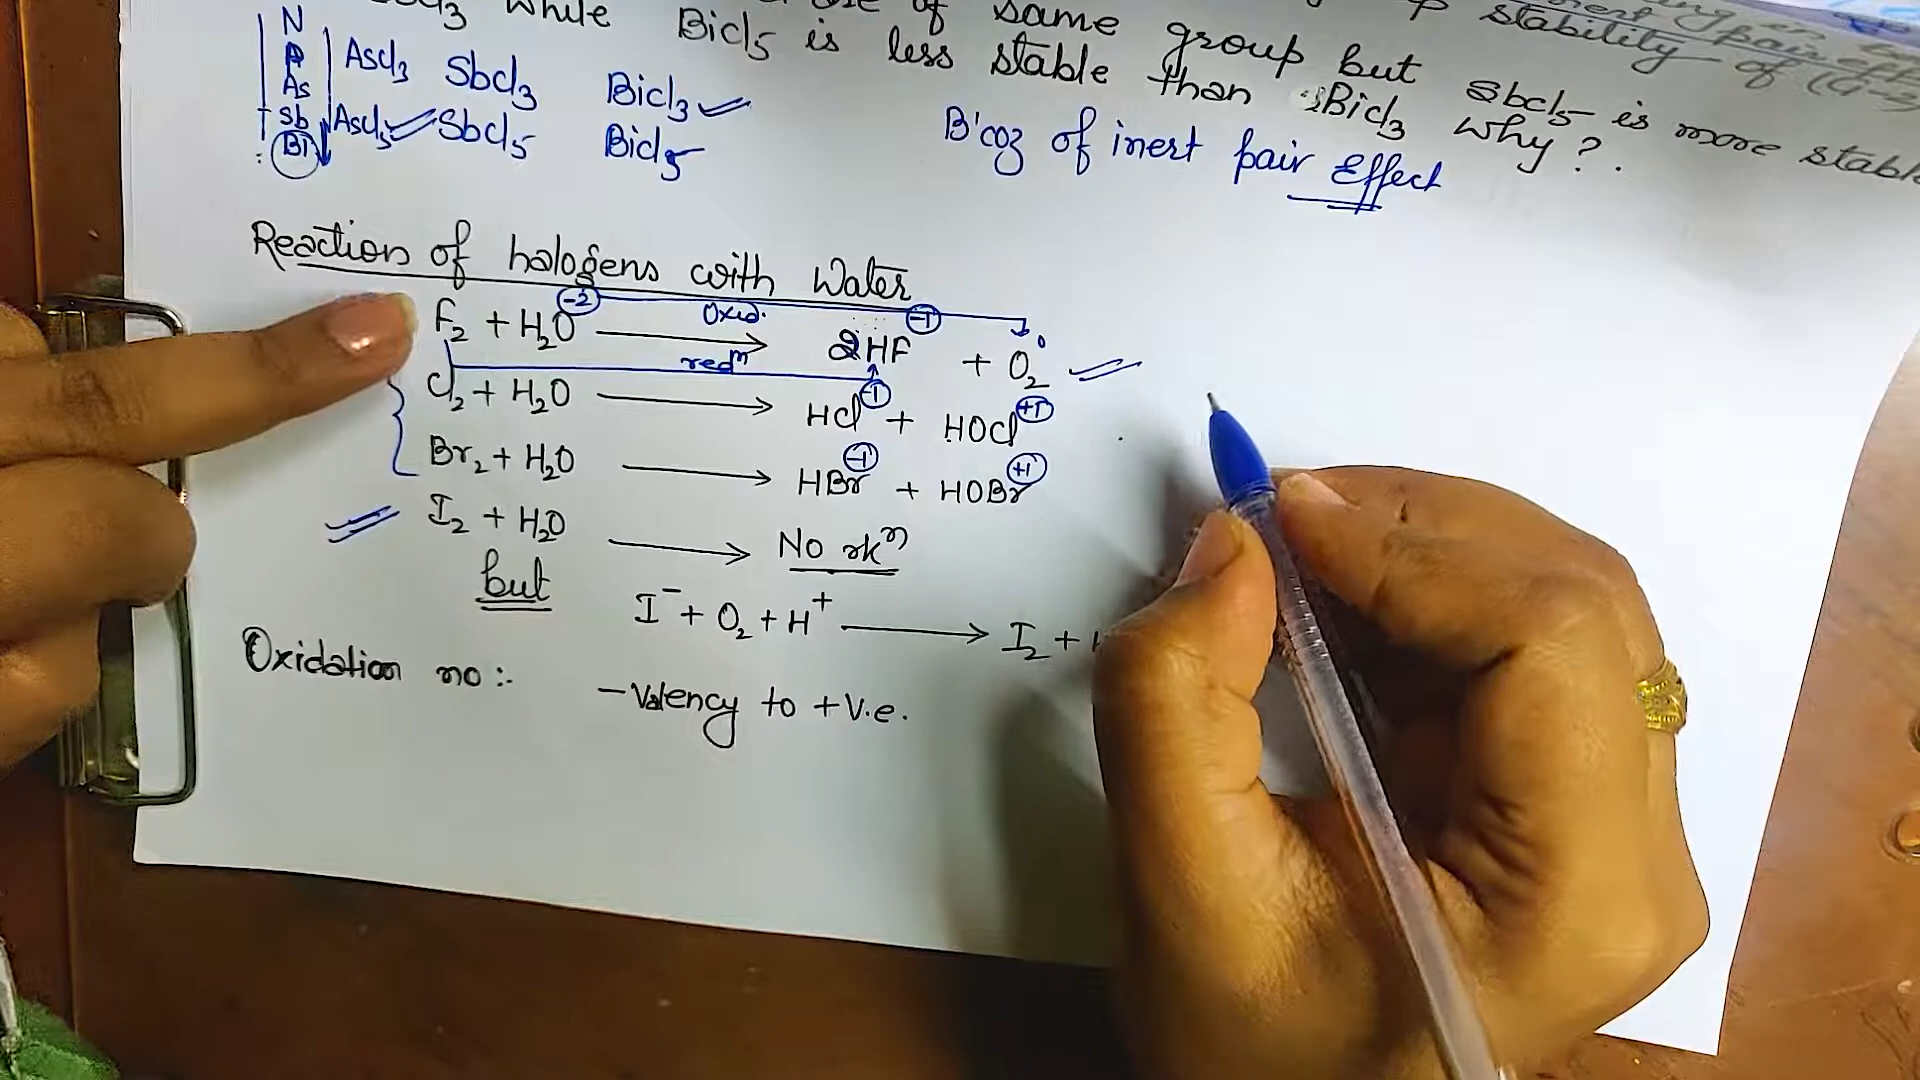 while of same group but SbCl5 is more stable
BiCl5 is less stable than BiCl3 why?.
stability of
N
P
As
Sb
Bi
AsCl3 SbCl3 BiCl3
AsCl5 SbCl5 BiCl5
B'coz of inert pair Effect
Reaction of halogens with Water
F2 + H2O -2 Oxid. → 2HF -1 + O2 0
redn
Cl2 + H2O → HCl -1 + HOCl +1
Br2 + H2O → HBr -1 + HOBr +1
I2 + H2O → No rkn
but
I- + O2 + H+ → I2 +
Oxidation no :- - Valency to + V.e.